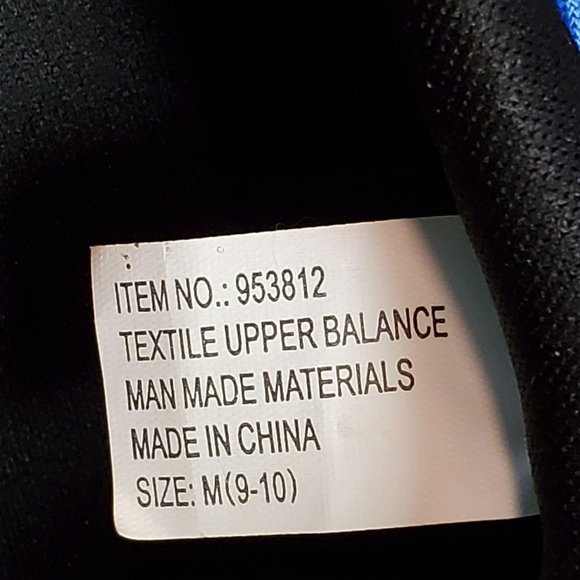 ITEM NO.: 953812
TEXTILE UPPER BALANCE
MAN MADE MATERIALS
MADE IN CHINA
SIZE: M(9-10)